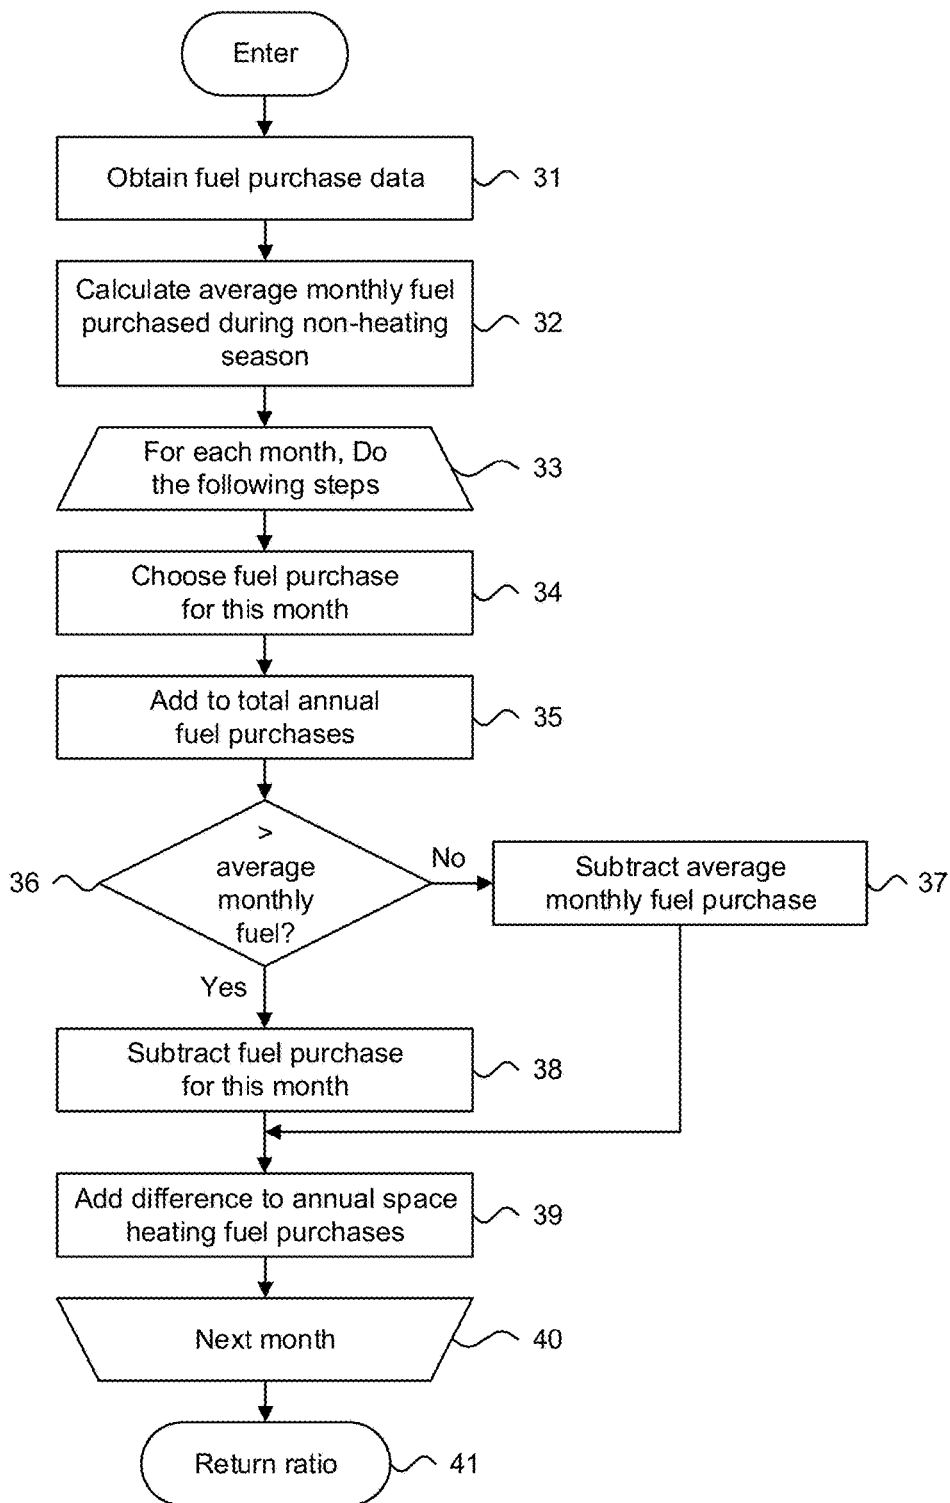 Enter
Obtain fuel purchase data
31
Calculate average monthly fuel
purchased during non-heating
season
32
For each month, Do
the following steps
33
Choose fuel purchase
for this month
34
Add to total annual
fuel purchases
35
>
average
monthly
fuel?
36
No
Subtract average
monthly fuel purchase
37
Yes
Subtract fuel purchase
for this month
38
Add difference to annual space
heating fuel purchases
39
Next month
40
Return ratio
41